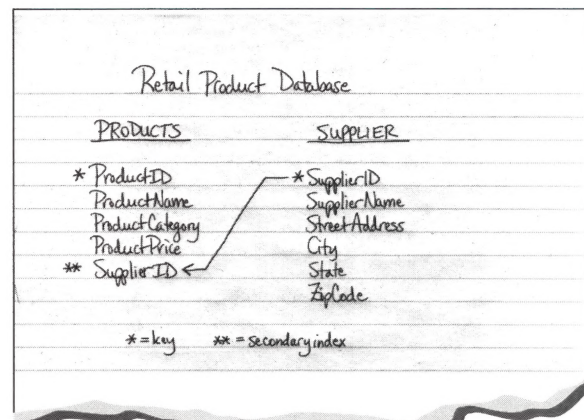 Retail Product Database
PRODUCTS
* ProductID
ProductName
ProductCategory
ProductPrice
** SupplierID
SUPPLIER
* SupplierID
SupplierName
StreetAddress
City
State
ZipCode
* = key ** = secondary index